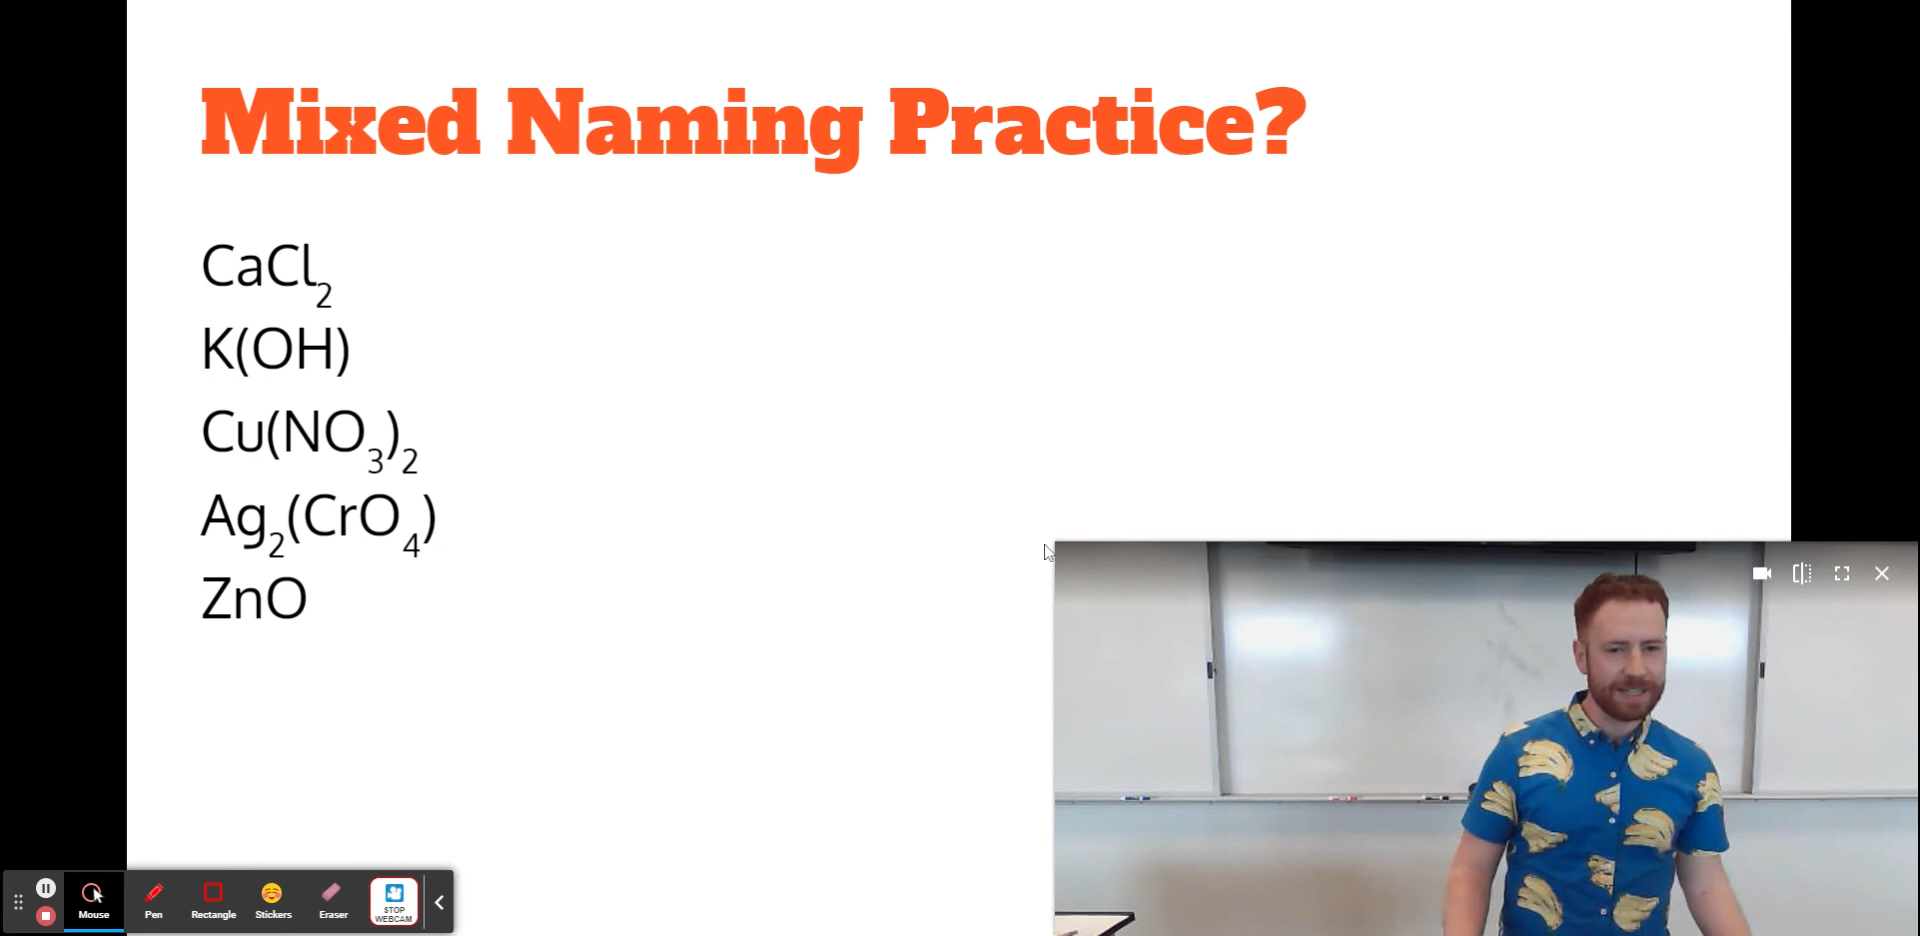 Mixed Naming Practice?
CaCl₂
K(OH)
Cu(NO₃)₂
Ag₂(CrO₄)
ZnO
Mouse
Pen
Rectangle
Stickers
Eraser
STOP
WEBCAM